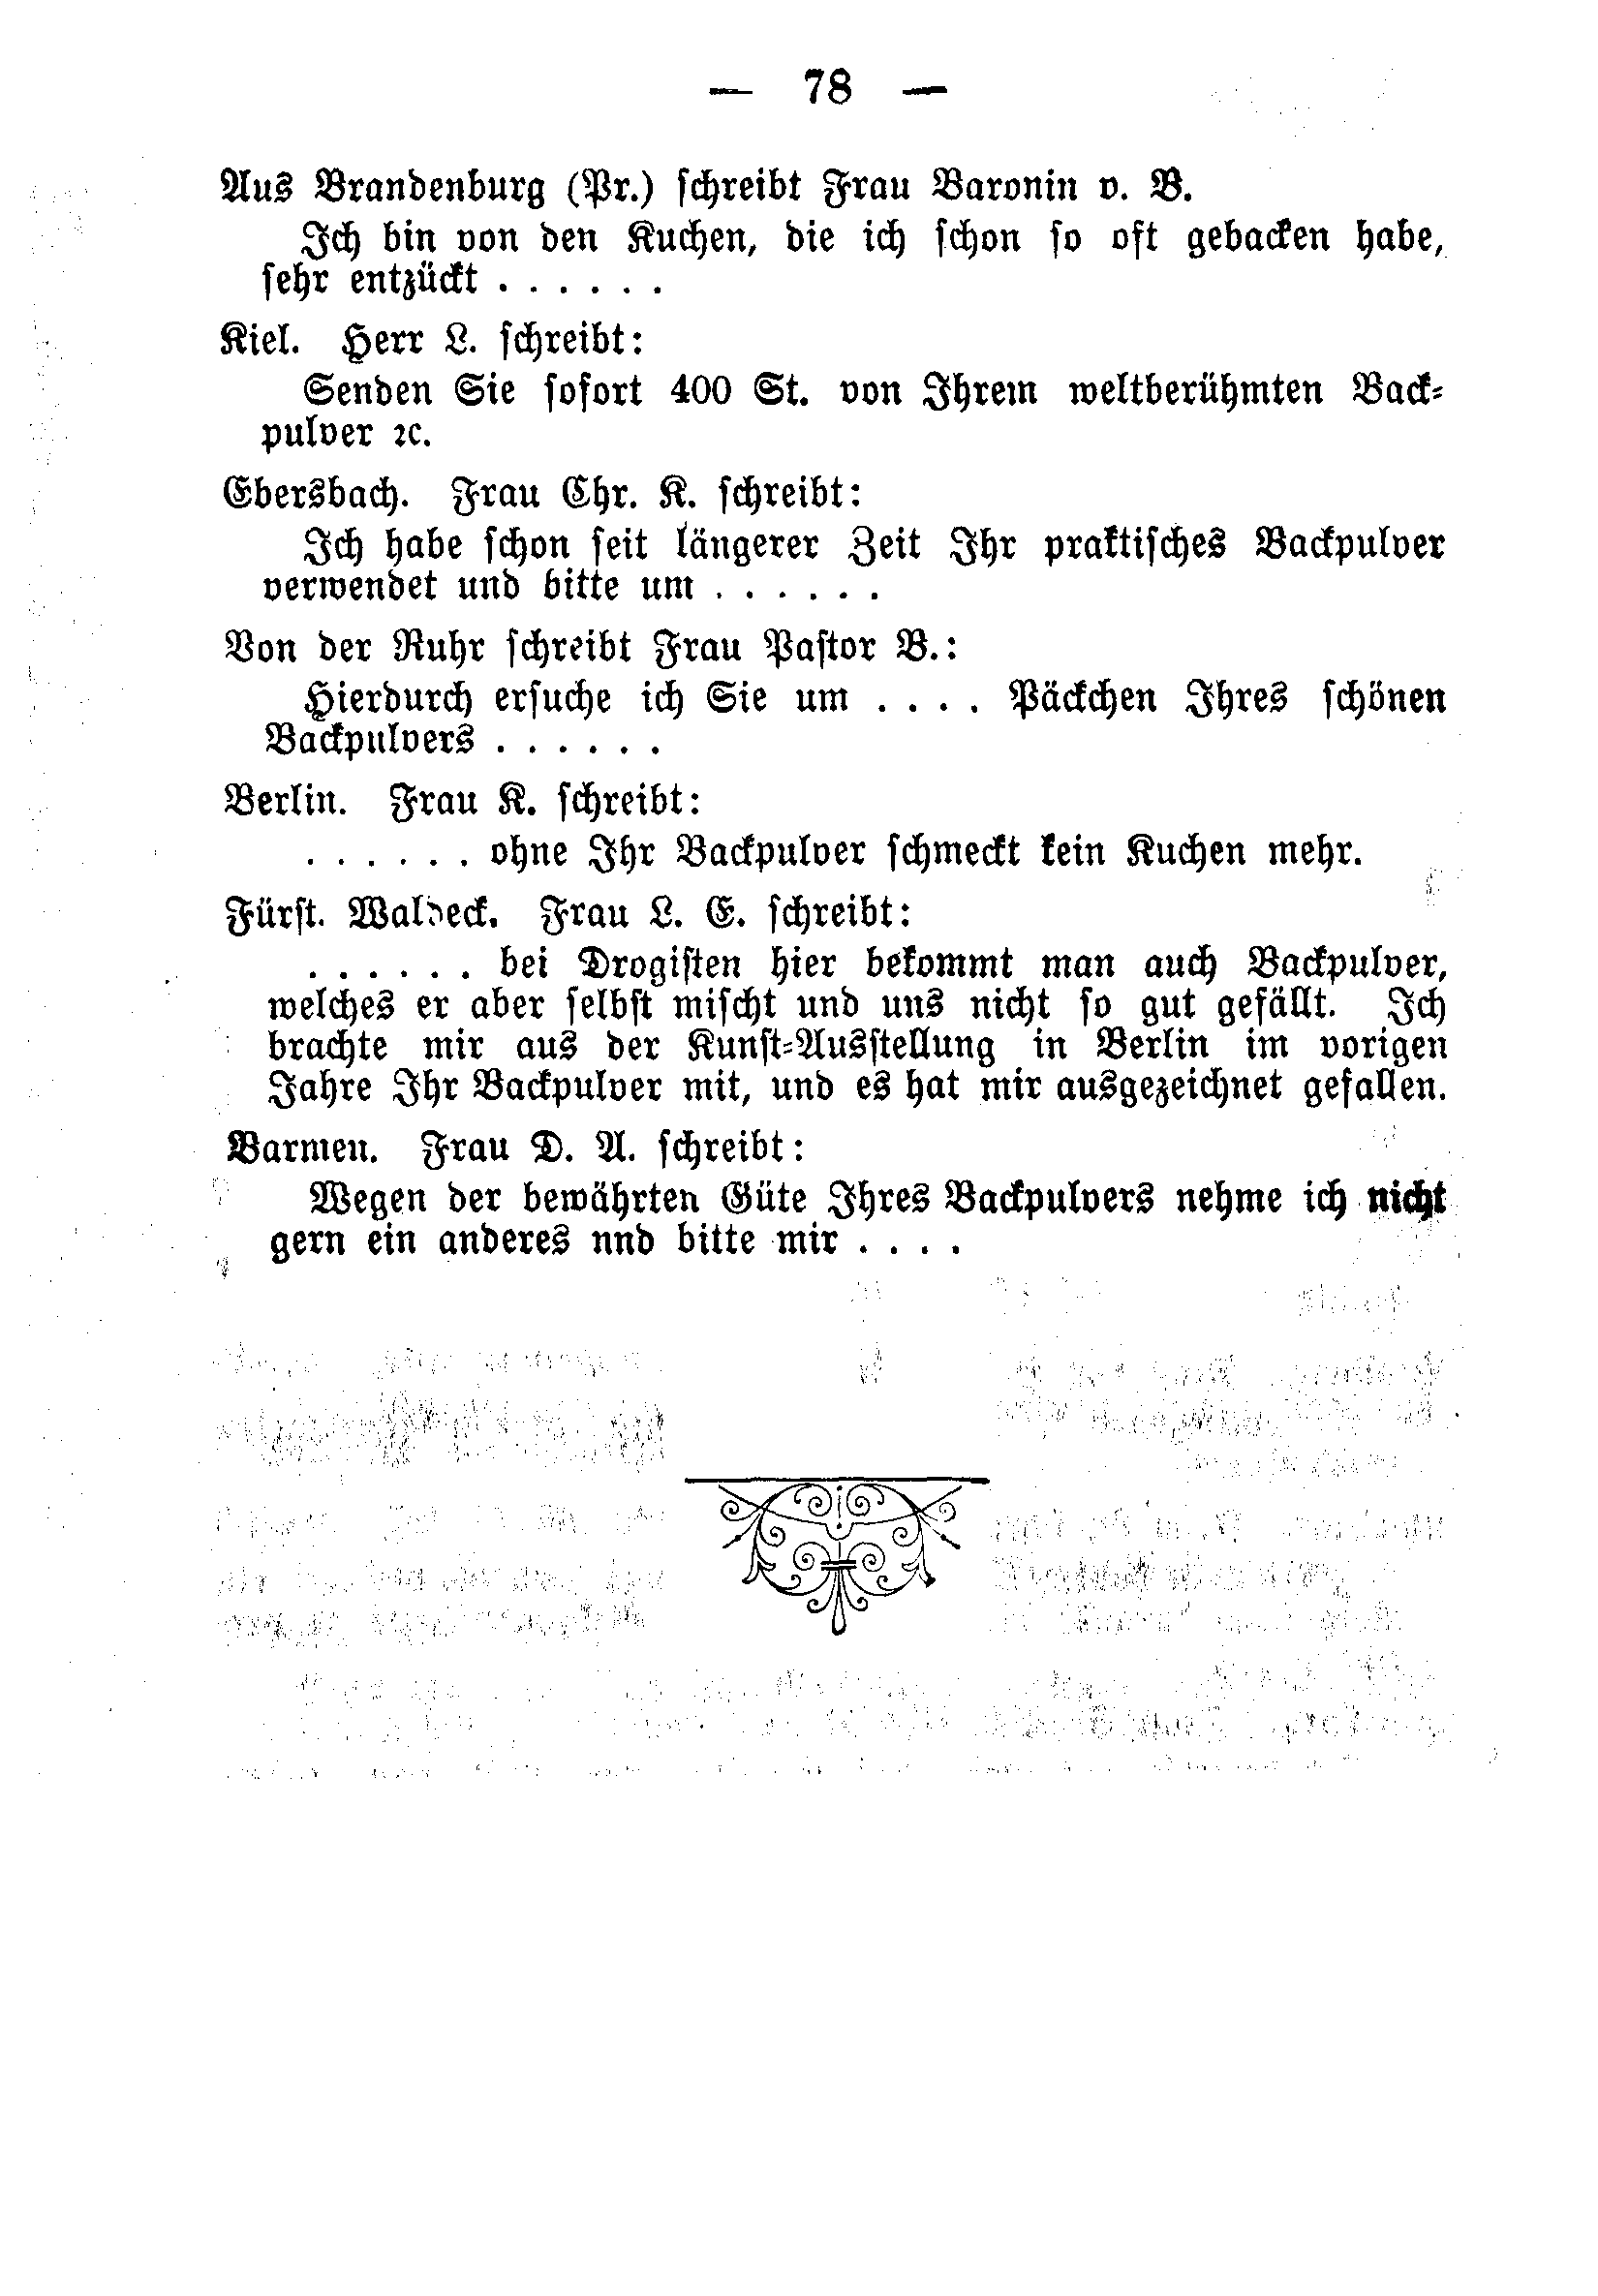 — 78 —
Aus Brandenburg (Pr.) ſchreibt Frau Baronin v. B.
Ich bin von den Kuchen, die ich ſchon ſo oft gebacken habe,
ſehr entzückt . . . . . .
Kiel. Herr L. ſchreibt:
Senden Sie ſofort 400 St. von Ihrem weltberühmten Back-
pulver ꝛc.
Ebersbach. Frau Chr. K. ſchreibt:
Ich habe ſchon ſeit längerer Zeit Ihr praktiſches Backpulver
verwendet und bitte um . . . . . .
Von der Ruhr ſchreibt Frau Paſtor B.:
Hierdurch erſuche ich Sie um . . . . Päckchen Ihres ſchönen
Backpulvers . . . . . .
Berlin. Frau K. ſchreibt:
. . . . . . ohne Ihr Backpulver ſchmeckt kein Kuchen mehr.
Fürſt. Waldeck. Frau L. E. ſchreibt:
. . . . . . bei Drogiſten hier bekommt man auch Backpulver,
welches er aber ſelbſt miſcht und uns nicht ſo gut gefällt. Ich
brachte mir aus der Kunſt-Ausſtellung in Berlin im vorigen
Jahre Ihr Backpulver mit, und es hat mir ausgezeichnet gefallen.
Barmen. Frau D. A. ſchreibt:
Wegen der bewährten Güte Ihres Backpulvers nehme ich nicht
gern ein anderes nnd bitte mir . . . .